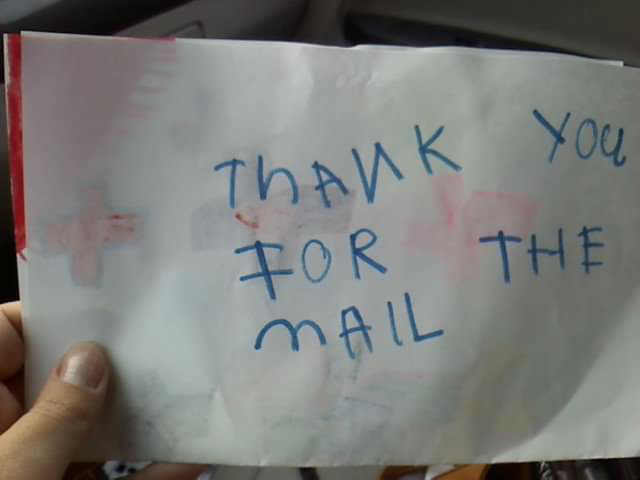 THANK YOU
FOR THE
MAIL